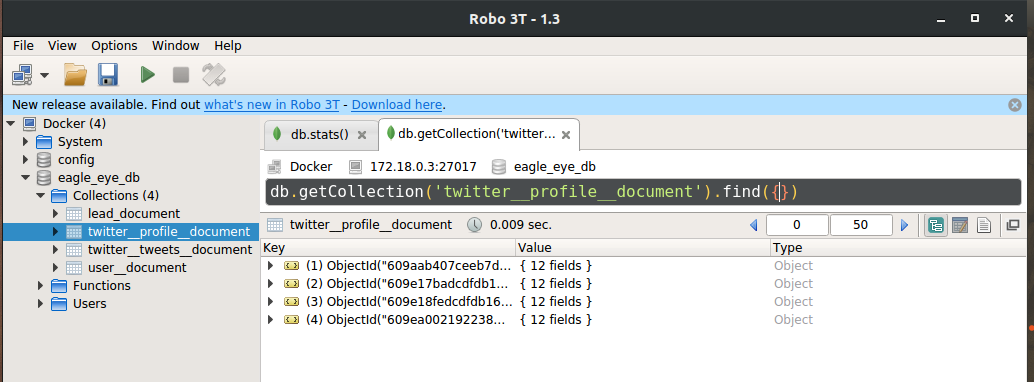 Robo 3T - 1.3
File View Options Window Help
New release available. Find out what's new in Robo 3T - Download here.
Docker (4)
System
config
eagle_eye_db
Collections (4)
lead_document
twitter__profile__document
twitter__tweets__document
user__document
Functions
Users
db.stats() db.getCollection('twitter...
Docker 172.18.0.3:27017 eagle_eye_db
db.getCollection('twitter__profile__document').find({})
twitter__profile__document 0.009 sec. 0 50
Key Value Type
(1) ObjectId("609aab407ceeb7d... { 12 fields } Object
(2) ObjectId("609e17badcdfdb1... { 12 fields } Object
(3) ObjectId("609e18fedcdfdb16... { 12 fields } Object
(4) ObjectId("609ea002192238... { 12 fields } Object